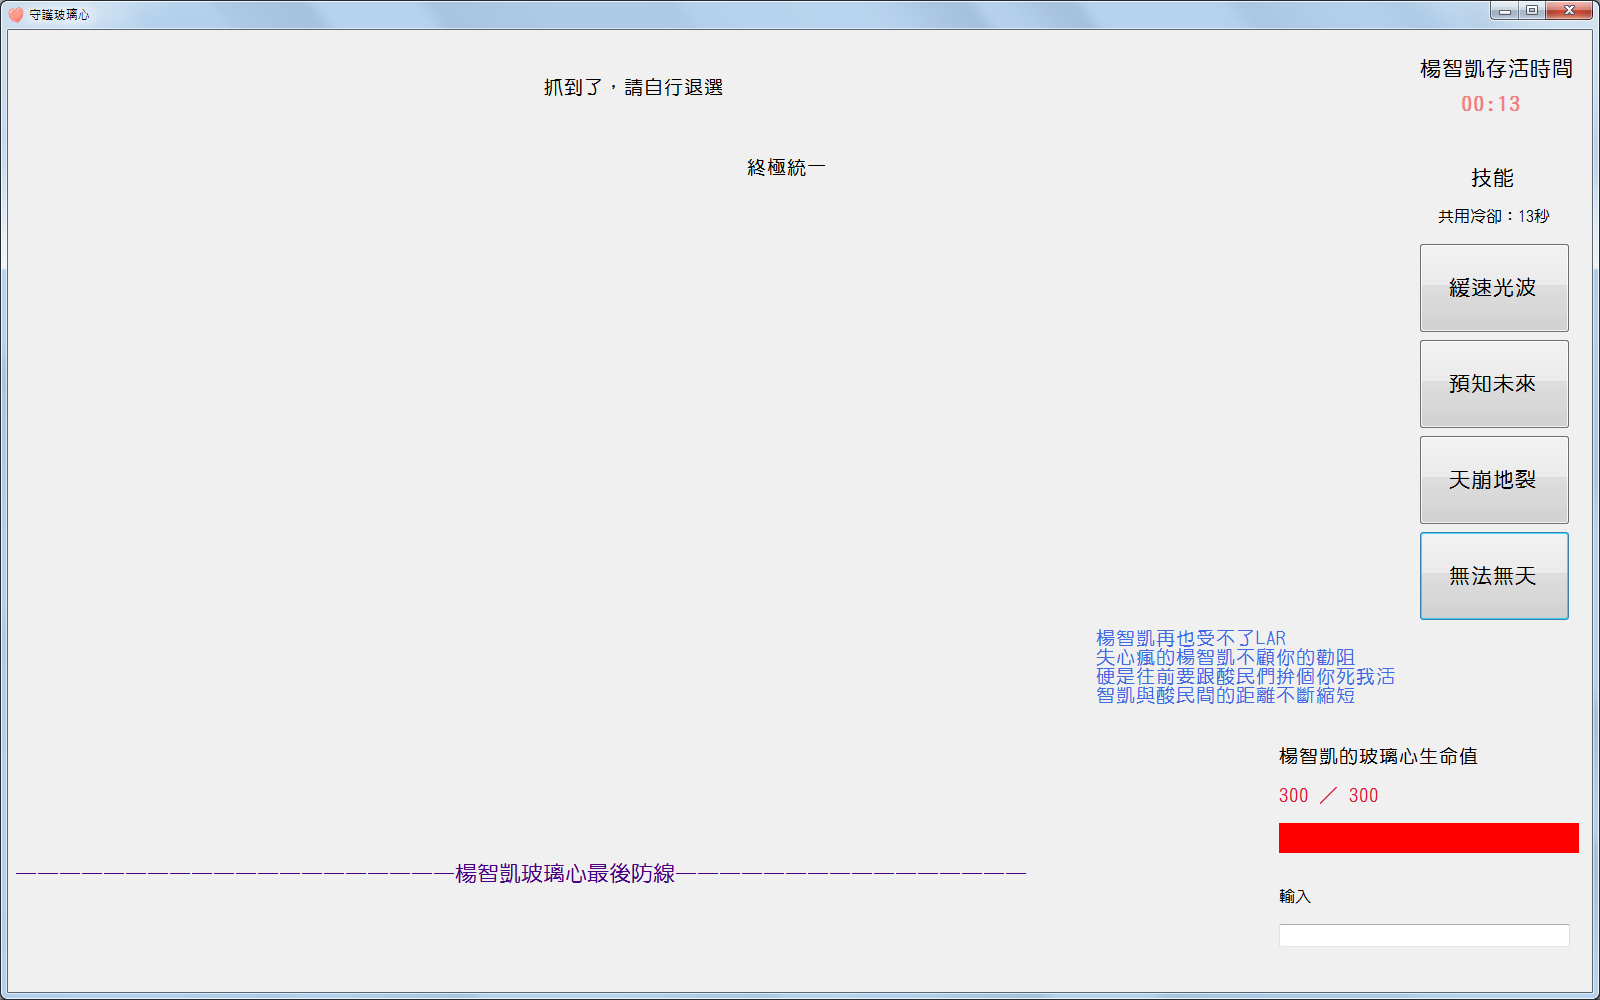 守護玻璃心
抓到了，請自行退選
終極統一
楊智凱存活時間
00:13
技能
共用冷卻：13秒
緩速光波
預知未來
天崩地裂
無法無天
楊智凱再也受不了LAR
失心瘋的楊智凱不顧你的勸阻
硬是往前要跟酸民們拚個你死我活
智凱與酸民間的距離不斷縮短
楊智凱的玻璃心生命值
300 ／ 300
————————————————————楊智凱玻璃心最後防線————————————————
輸入